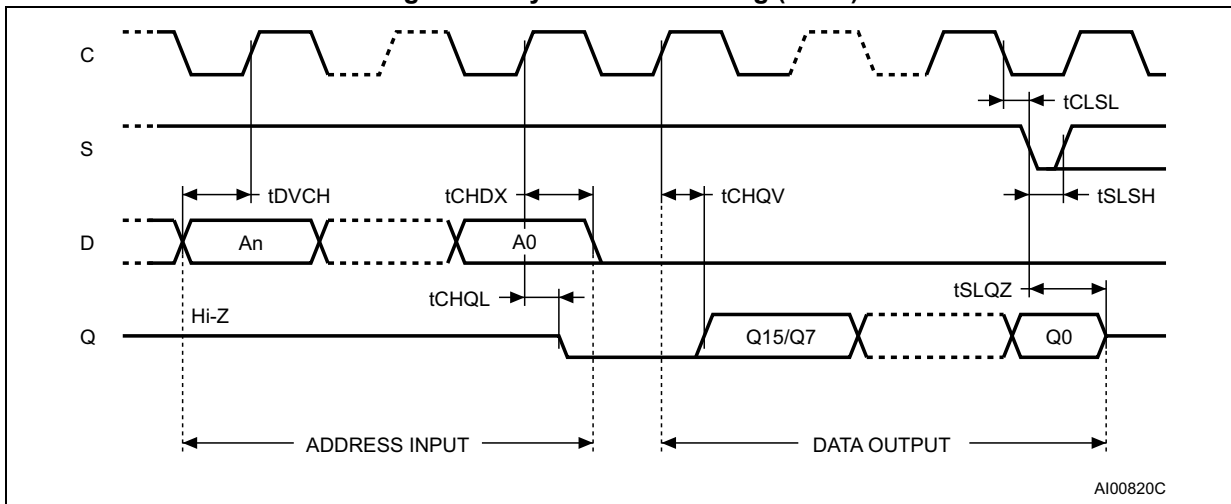 C
tCLSL
S
tDVCH
tCHDX
tCHQV
tSLSH
D
An
A0
tCHQL
tSLQZ
Hi-Z
Q
Q15/Q7
Q0
ADDRESS INPUT
DATA OUTPUT
AI00820C